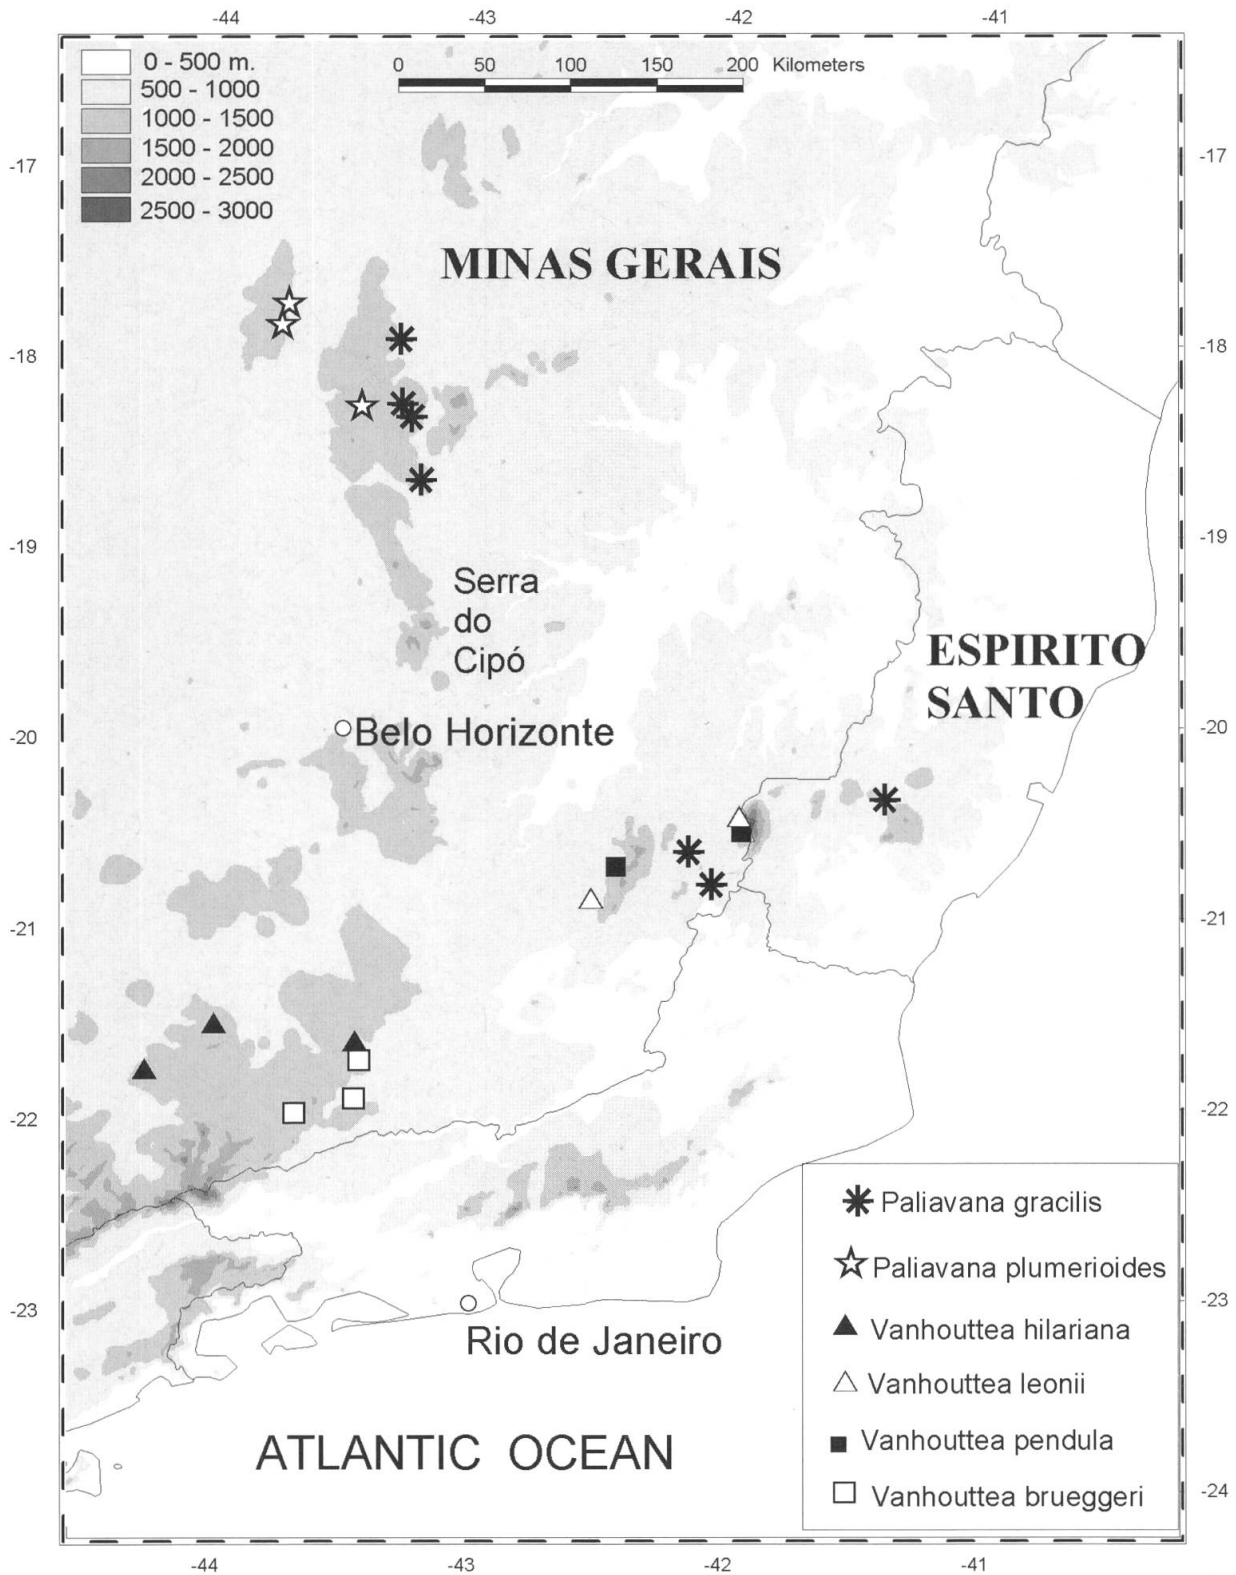 -44 -43 -42 -41
0 - 500 m.
500 - 1000
1000 - 1500
1500 - 2000
2000 - 2500
2500 - 3000
0 50 100 150 200 Kilometers
-17 -17
MINAS GERAIS
-18 -18
-19 -19
Serra
do
Cipó
ESPIRITO
SANTO
Belo Horizonte
-20 -20
-21 -21
-22 -22
Paliavana gracilis
Paliavana plumerioides
-23 -23
Rio de Janeiro
Vanhouttea hilariana
Vanhouttea leonii
ATLANTIC OCEAN
Vanhouttea pendula
Vanhouttea brueggeri
-24
-44 -43 -42 -41